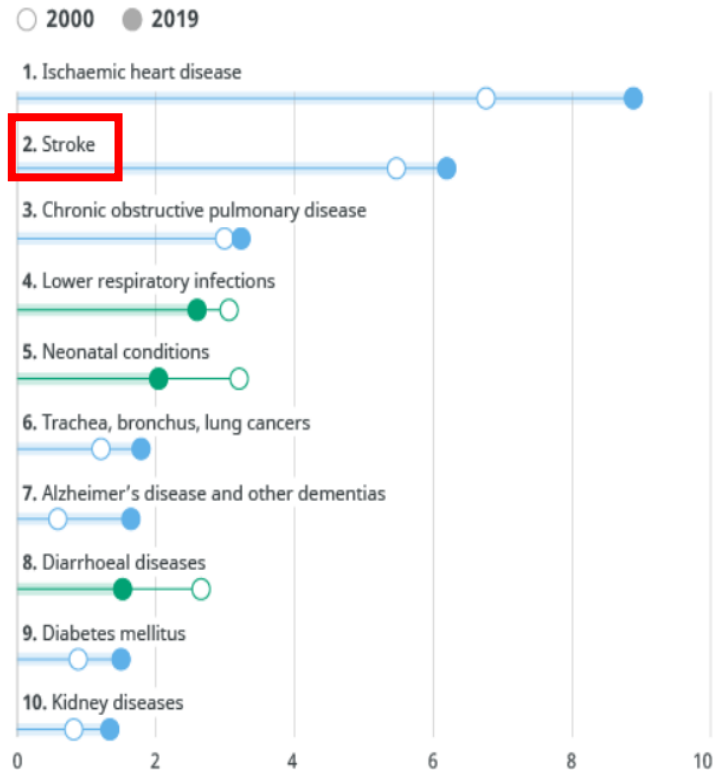 2000 2019
1. Ischaemic heart disease
2. Stroke
3. Chronic obstructive pulmonary disease
4. Lower respiratory infections
5. Neonatal conditions
6. Trachea, bronchus, lung cancers
7. Alzheimer's disease and other dementias
8. Diarrhoeal diseases
9. Diabetes mellitus
10. Kidney diseases
0 2 4 6 8 10